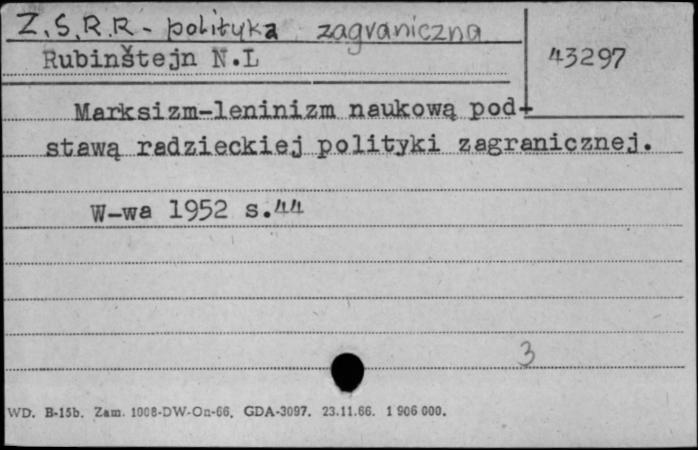 Z.S.R.R - polityka zagraniczna
Rubinštejn N.L
43297
Marksizm-leninizm naukową pod-
stawą radzieckiej polityki zagranicznej.
W-wa 1952 s.44
3
WD. B-15b. Zam. 1008-DW-On-66. GDA-3097. 23.11.66. 1 906 000.